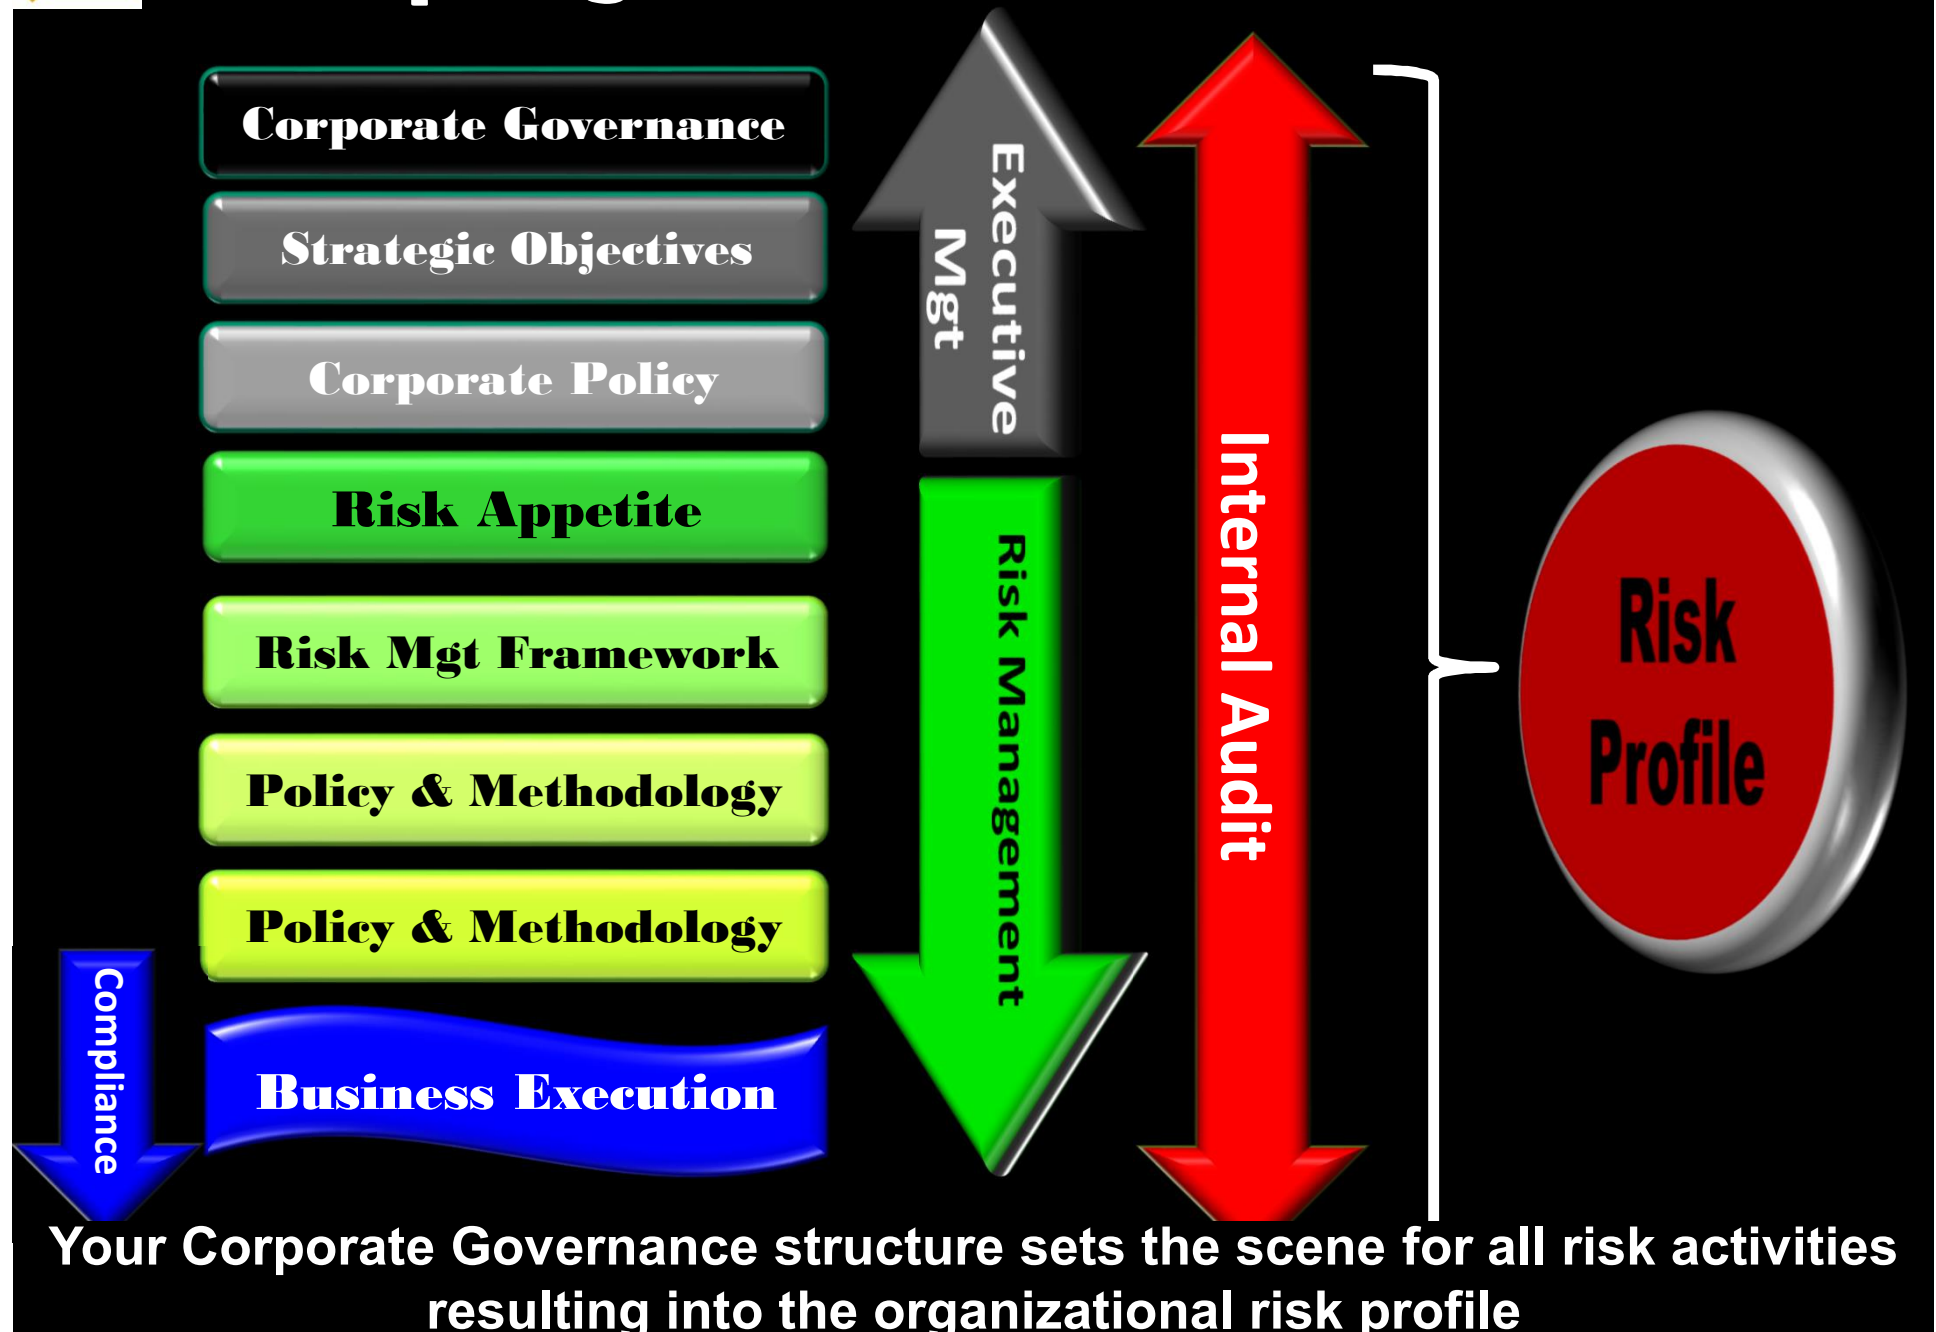 Corporate Governance
Strategic Objectives
Corporate Policy
Risk Appetite
Risk Mgt Framework
Policy & Methodology
Policy & Methodology
Business Execution
Compliance
Executive
Mgt
Risk Management
Internal Audit
Risk
Profile
Your Corporate Governance structure sets the scene for all risk activities
resulting into the organizational risk profile